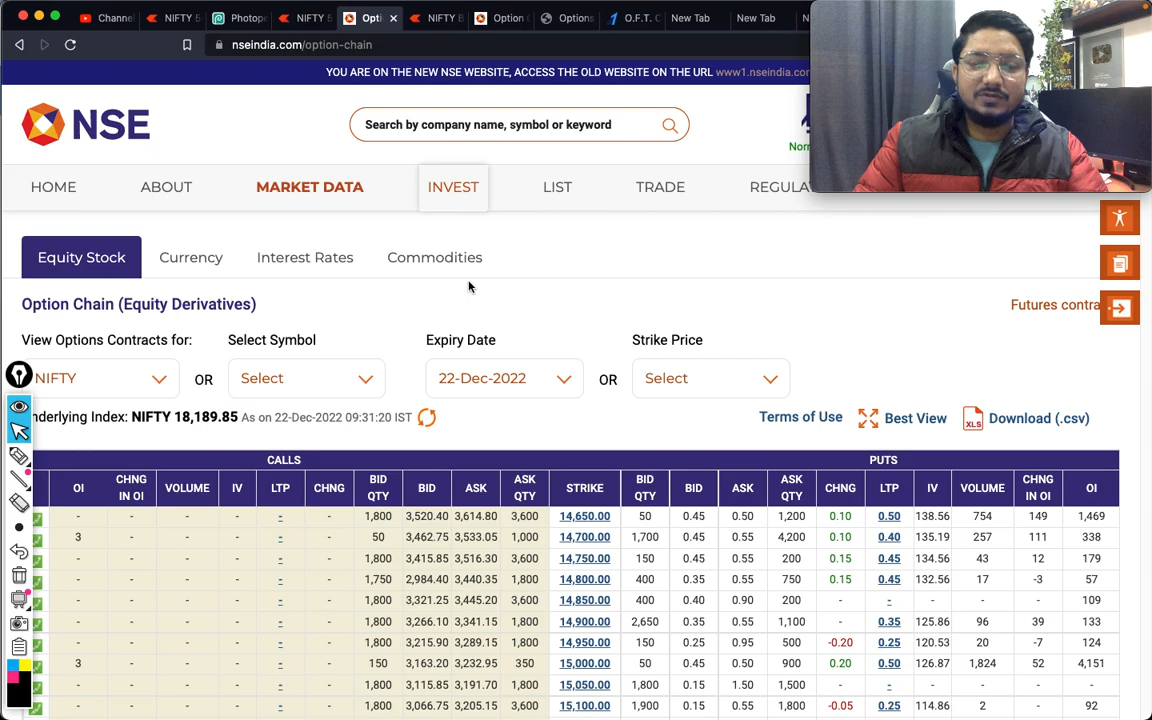 Channel
NIFTY 5
Photope
NIFTY 5
Opti
NIFTY B
Option
Options
O.F.T.
New Tab
New Tab
nseindia.com/option-chain
YOU ARE ON THE NEW NSE WEBSITE, ACCESS THE OLD WEBSITE ON THE URL www1.nseindia.com
NSE
Search by company name, symbol or keyword
HOME ABOUT MARKET DATA INVEST LIST TRADE REGULA
Equity Stock Currency Interest Rates Commodities
Option Chain (Equity Derivatives)
Futures contra
View Options Contracts for: Select Symbol Expiry Date Strike Price
NIFTY OR Select 22-Dec-2022 OR Select
nderlying Index: NIFTY 18,189.85 As on 22-Dec-2022 09:31:20 IST
Terms of Use Best View XLS Download (.csv)
CALLS PUTS
OI CHNG IN OI VOLUME IV LTP CHNG BID QTY BID ASK ASK QTY STRIKE BID QTY BID ASK ASK QTY CHNG LTP IV VOLUME CHNG IN OI OI
- - - - - - 1,800 3,520.40 3,614.80 3,600 14,650.00 50 0.45 0.50 1,200 0.10 0.50 138.56 754 149 1,469
3 - - - - - 50 3,462.75 3,533.05 1,000 14,700.00 1,700 0.45 0.55 4,200 0.10 0.40 135.19 257 111 338
- - - - - - 1,800 3,415.85 3,516.30 3,600 14,750.00 150 0.45 0.55 200 0.15 0.45 134.56 43 12 179
- - - - - - 1,750 2,984.40 3,440.35 1,800 14,800.00 400 0.35 0.55 750 0.15 0.45 132.56 17 -3 57
- - - - - - 1,800 3,321.25 3,445.20 3,600 14,850.00 400 0.40 0.90 200 - - - - - 109
- - - - - - 1,800 3,266.10 3,341.15 1,800 14,900.00 2,650 0.35 0.55 1,100 - 0.35 125.86 96 39 133
- - - - - - 1,800 3,215.90 3,289.15 1,800 14,950.00 150 0.25 0.95 500 -0.20 0.25 120.53 20 -7 124
3 - - - - - 150 3,163.20 3,232.95 350 15,000.00 50 0.45 0.50 900 0.20 0.50 126.87 1,824 52 4,151
- - - - - - 1,800 3,115.85 3,191.70 1,800 15,050.00 1,800 0.15 1.50 1,500 - - - - - -
- - - - - - 1,800 3,066.75 3,205.15 3,600 15,100.00 1,900 0.15 0.55 1,800 -0.05 0.25 114.86 2 - 92